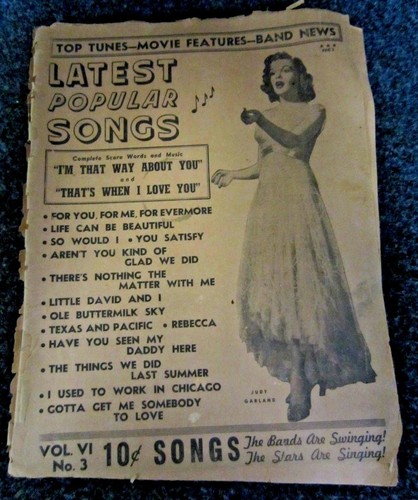 TOP TUNES—MOVIE FEATURES—BAND NEWS
LATEST
POPULAR
SONGS
Complete Score Words and Music
"I'M THAT WAY ABOUT YOU"
and
"THAT'S WHEN I LOVE YOU"
• FOR YOU, FOR ME, FOR EVERMORE
• LIFE CAN BE BEAUTIFUL
• SO WOULD I • YOU SATISFY
• AREN'T YOU KIND OF
GLAD WE DID
• THERE'S NOTHING THE
MATTER WITH ME
• LITTLE DAVID AND I
• OLE BUTTERMILK SKY
• TEXAS AND PACIFIC • REBECCA
• HAVE YOU SEEN MY
DADDY HERE
• THE THINGS WE DID
LAST SUMMER
• I USED TO WORK IN CHICAGO
• GOTTA GET ME SOMEBODY
TO LOVE
JUDY
GARLAND
VOL. VI
No. 3
10¢ SONGS
The Bands Are Swinging!
The Stars Are Singing!